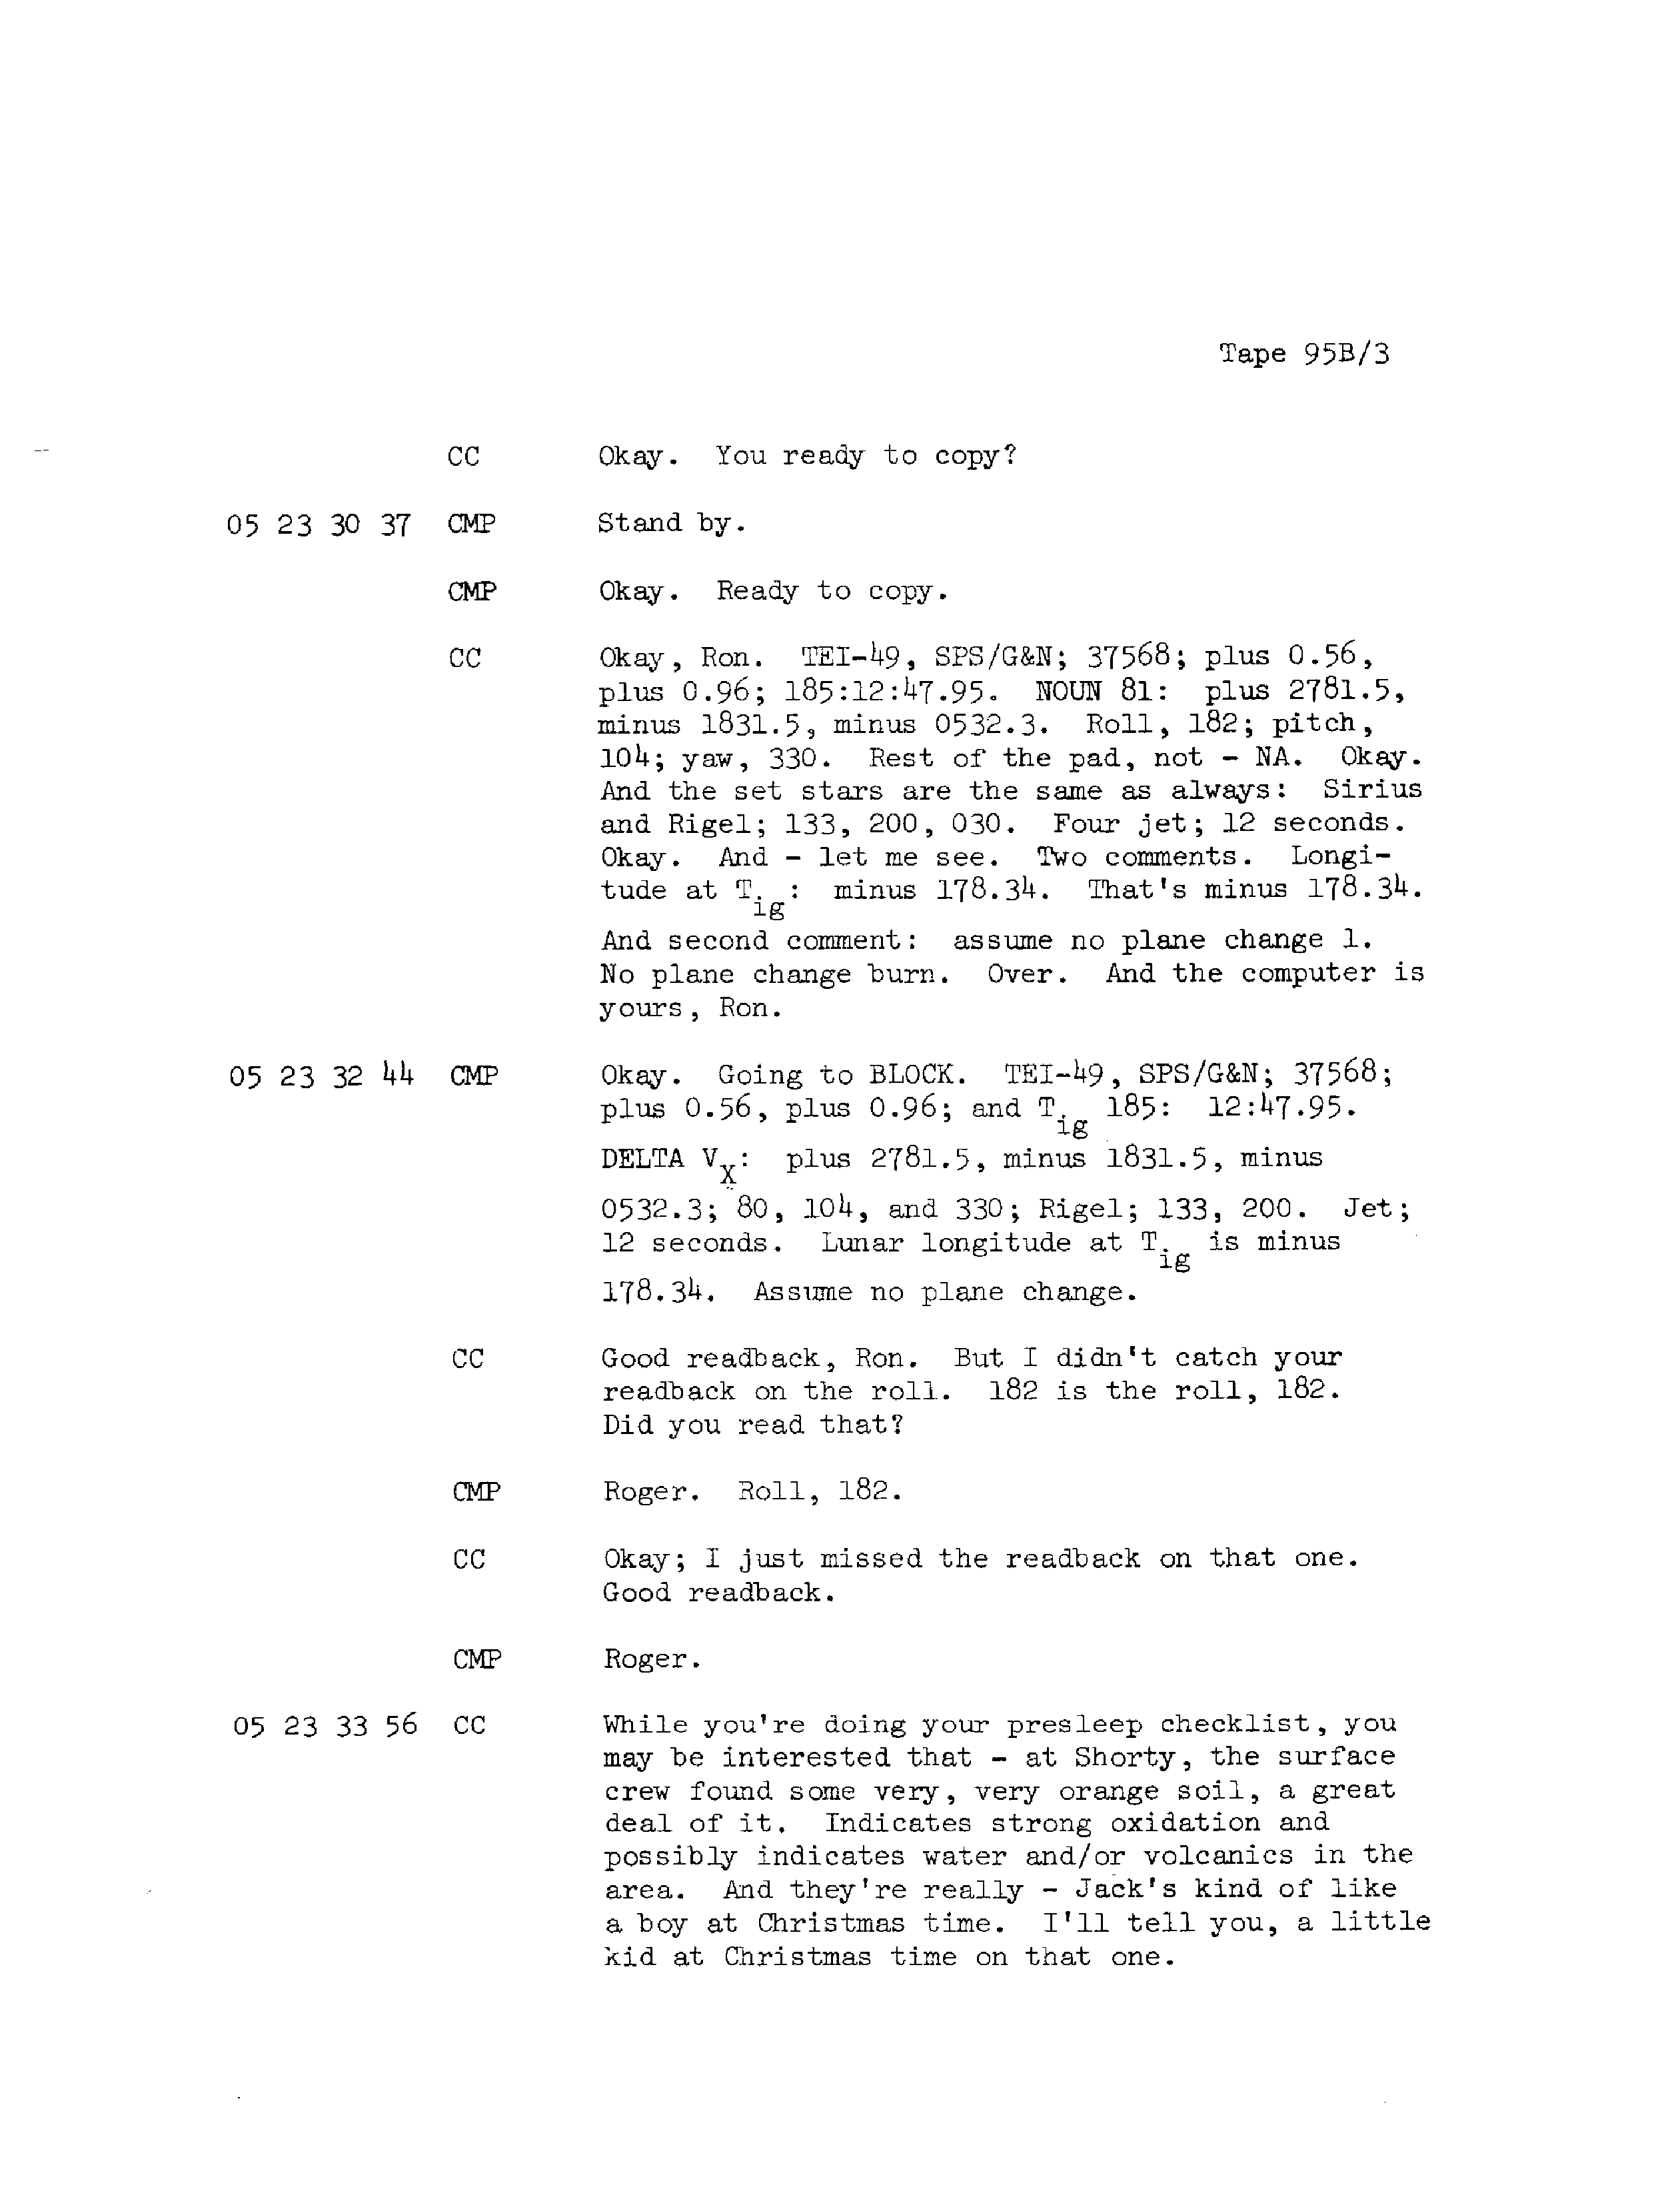 Tape 95B/3
CC Okay. You ready to copy?
05 23 30 37 CMP Stand by.
CMP Okay. Ready to copy.
CC Okay, Ron. TEI-49, SPS/G&N; 37568; plus 0.56,
plus 0.96; 185:12:47.95. NOUN 81: plus 2781.5,
minus 1831.5, minus 0532.3. Roll, 182; pitch,
104; yaw, 330. Rest of the pad, not - NA. Okay.
And the set stars are the same as always: Sirius
and Rigel; 133, 200, 030. Four jet; 12 seconds.
Okay. And - let me see. Two comments. Longi-
tude at Tig: minus 178.34. That's minus 178.34.
And second comment: assume no plane change 1.
No plane change burn. Over. And the computer is
yours, Ron.
05 23 32 44 CMP Okay. Going to BLOCK. TEI-49, SPS/G&N; 37568;
plus 0.56, plus 0.96; and Tig 185: 12:47.95.
DELTA VX: plus 2781.5, minus 1831.5, minus
0532.3; 80, 104, and 330; Rigel; 133, 200. Jet;
12 seconds. Lunar longitude at Tig is minus
178.34. Assume no plane change.
CC Good readback, Ron. But I didn't catch your
readback on the roll. 182 is the roll, 182.
Did you read that?
CMP Roger. Roll, 182.
CC Okay; I just missed the readback on that one.
Good readback.
CMP Roger.
05 23 33 56 CC While you're doing your presleep checklist, you
may be interested that - at Shorty, the surface
crew found some very, very orange soil, a great
deal of it. Indicates strong oxidation and
possibly indicates water and/or volcanics in the
area. And they're really - Jack's kind of like
a boy at Christmas time. I'll tell you, a little
kid at Christmas time on that one.